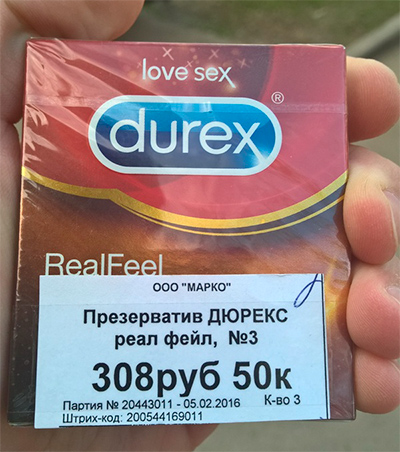 love sex
durex ®
RealFeel
ООО "МАРКО"
Презерватив ДЮРЕКС
реал фейл, №3
308руб 50к
Партия № 20443011 - 05.02.2016 К-во 3
Штрих-код: 200544169011